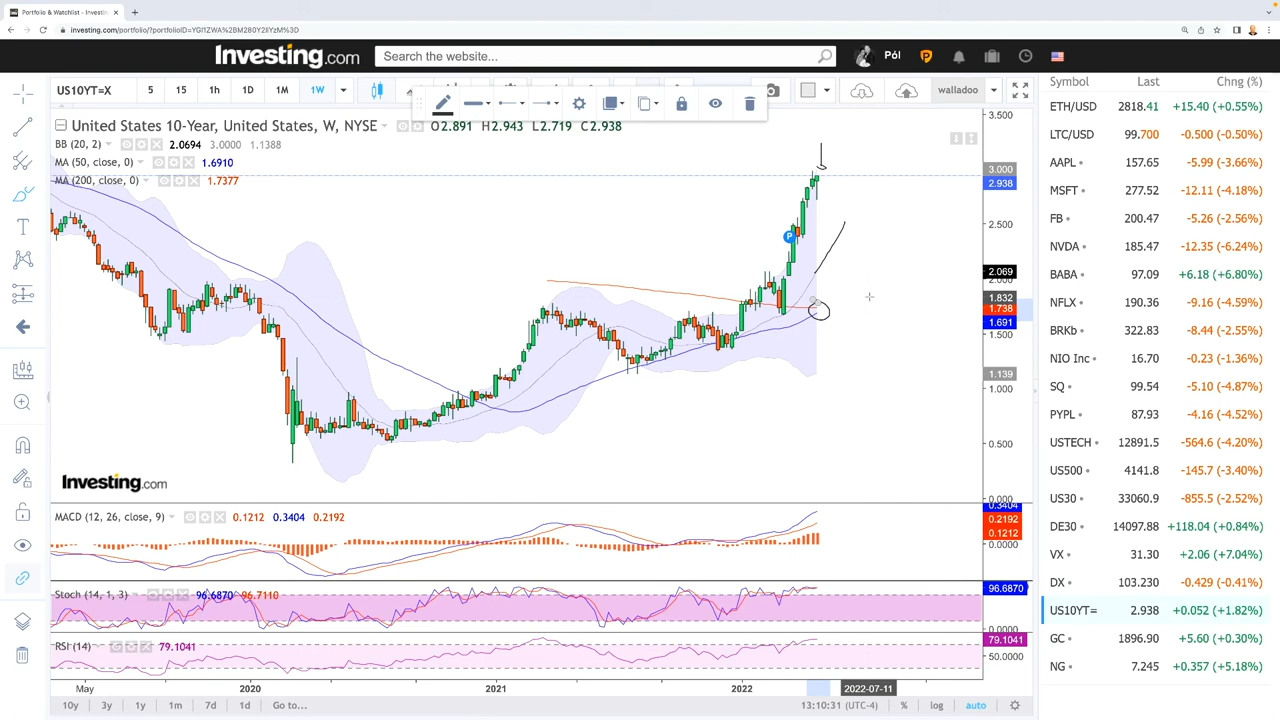 Portfolio & Watchlist - Investin
investing.com/portfolio/?portfolioID=YGI1ZWA%2BM280Y2IIYzM%3D
Investing.com Search the website... Pól
US10YT=X 5 15 1h 1D 1M 1W walladoo
United States 10-Year, United States, W, NYSE O2.891 H2.943 L2.719 C2.938
BB (20, 2) 2.0694 3.0000 1.1388
MA (50, close, 0) 1.6910
MA (200, close, 0) 1.7377
P
3.500
3.000
2.938
2.500
2.069
2.000
1.832
1.738
1.691
1.500
1.139
1.000
0.500
0.000
Investing.com
MACD (12, 26, close, 9) 0.1212 0.3404 0.2192
0.3404
0.2192
0.1212
0.0000
Stoch (14, 1, 3) 96.6870 96.7110
96.6870
0.0000
RSI (14) 79.1041
79.1041
50.0000
May 2020 2021 2022 2022-07-11
10y 3y 1y 1m 7d 1d Go to... 13:10:31 (UTC-4) % log auto
Symbol Last Chng (%)
ETH/USD 2818.41 +15.40 (+0.55%)
LTC/USD 99.700 -0.500 (-0.50%)
AAPL 157.65 -5.99 (-3.66%)
MSFT 277.52 -12.11 (-4.18%)
FB 200.47 -5.26 (-2.56%)
NVDA 185.47 -12.35 (-6.24%)
BABA 97.09 +6.18 (+6.80%)
NFLX 190.36 -9.16 (-4.59%)
BRKb 322.83 -8.44 (-2.55%)
NIO Inc 16.70 -0.23 (-1.36%)
SQ 99.54 -5.10 (-4.87%)
PYPL 87.93 -4.16 (-4.52%)
USTECH 12891.5 -564.6 (-4.20%)
US500 4141.8 -145.7 (-3.40%)
US30 33060.9 -855.5 (-2.52%)
DE30 14097.88 +118.04 (+0.84%)
VX 31.30 +2.06 (+7.04%)
DX 103.230 -0.429 (-0.41%)
US10YT= 2.938 +0.052 (+1.82%)
GC 1896.90 +5.60 (+0.30%)
NG 7.245 +0.357 (+5.18%)